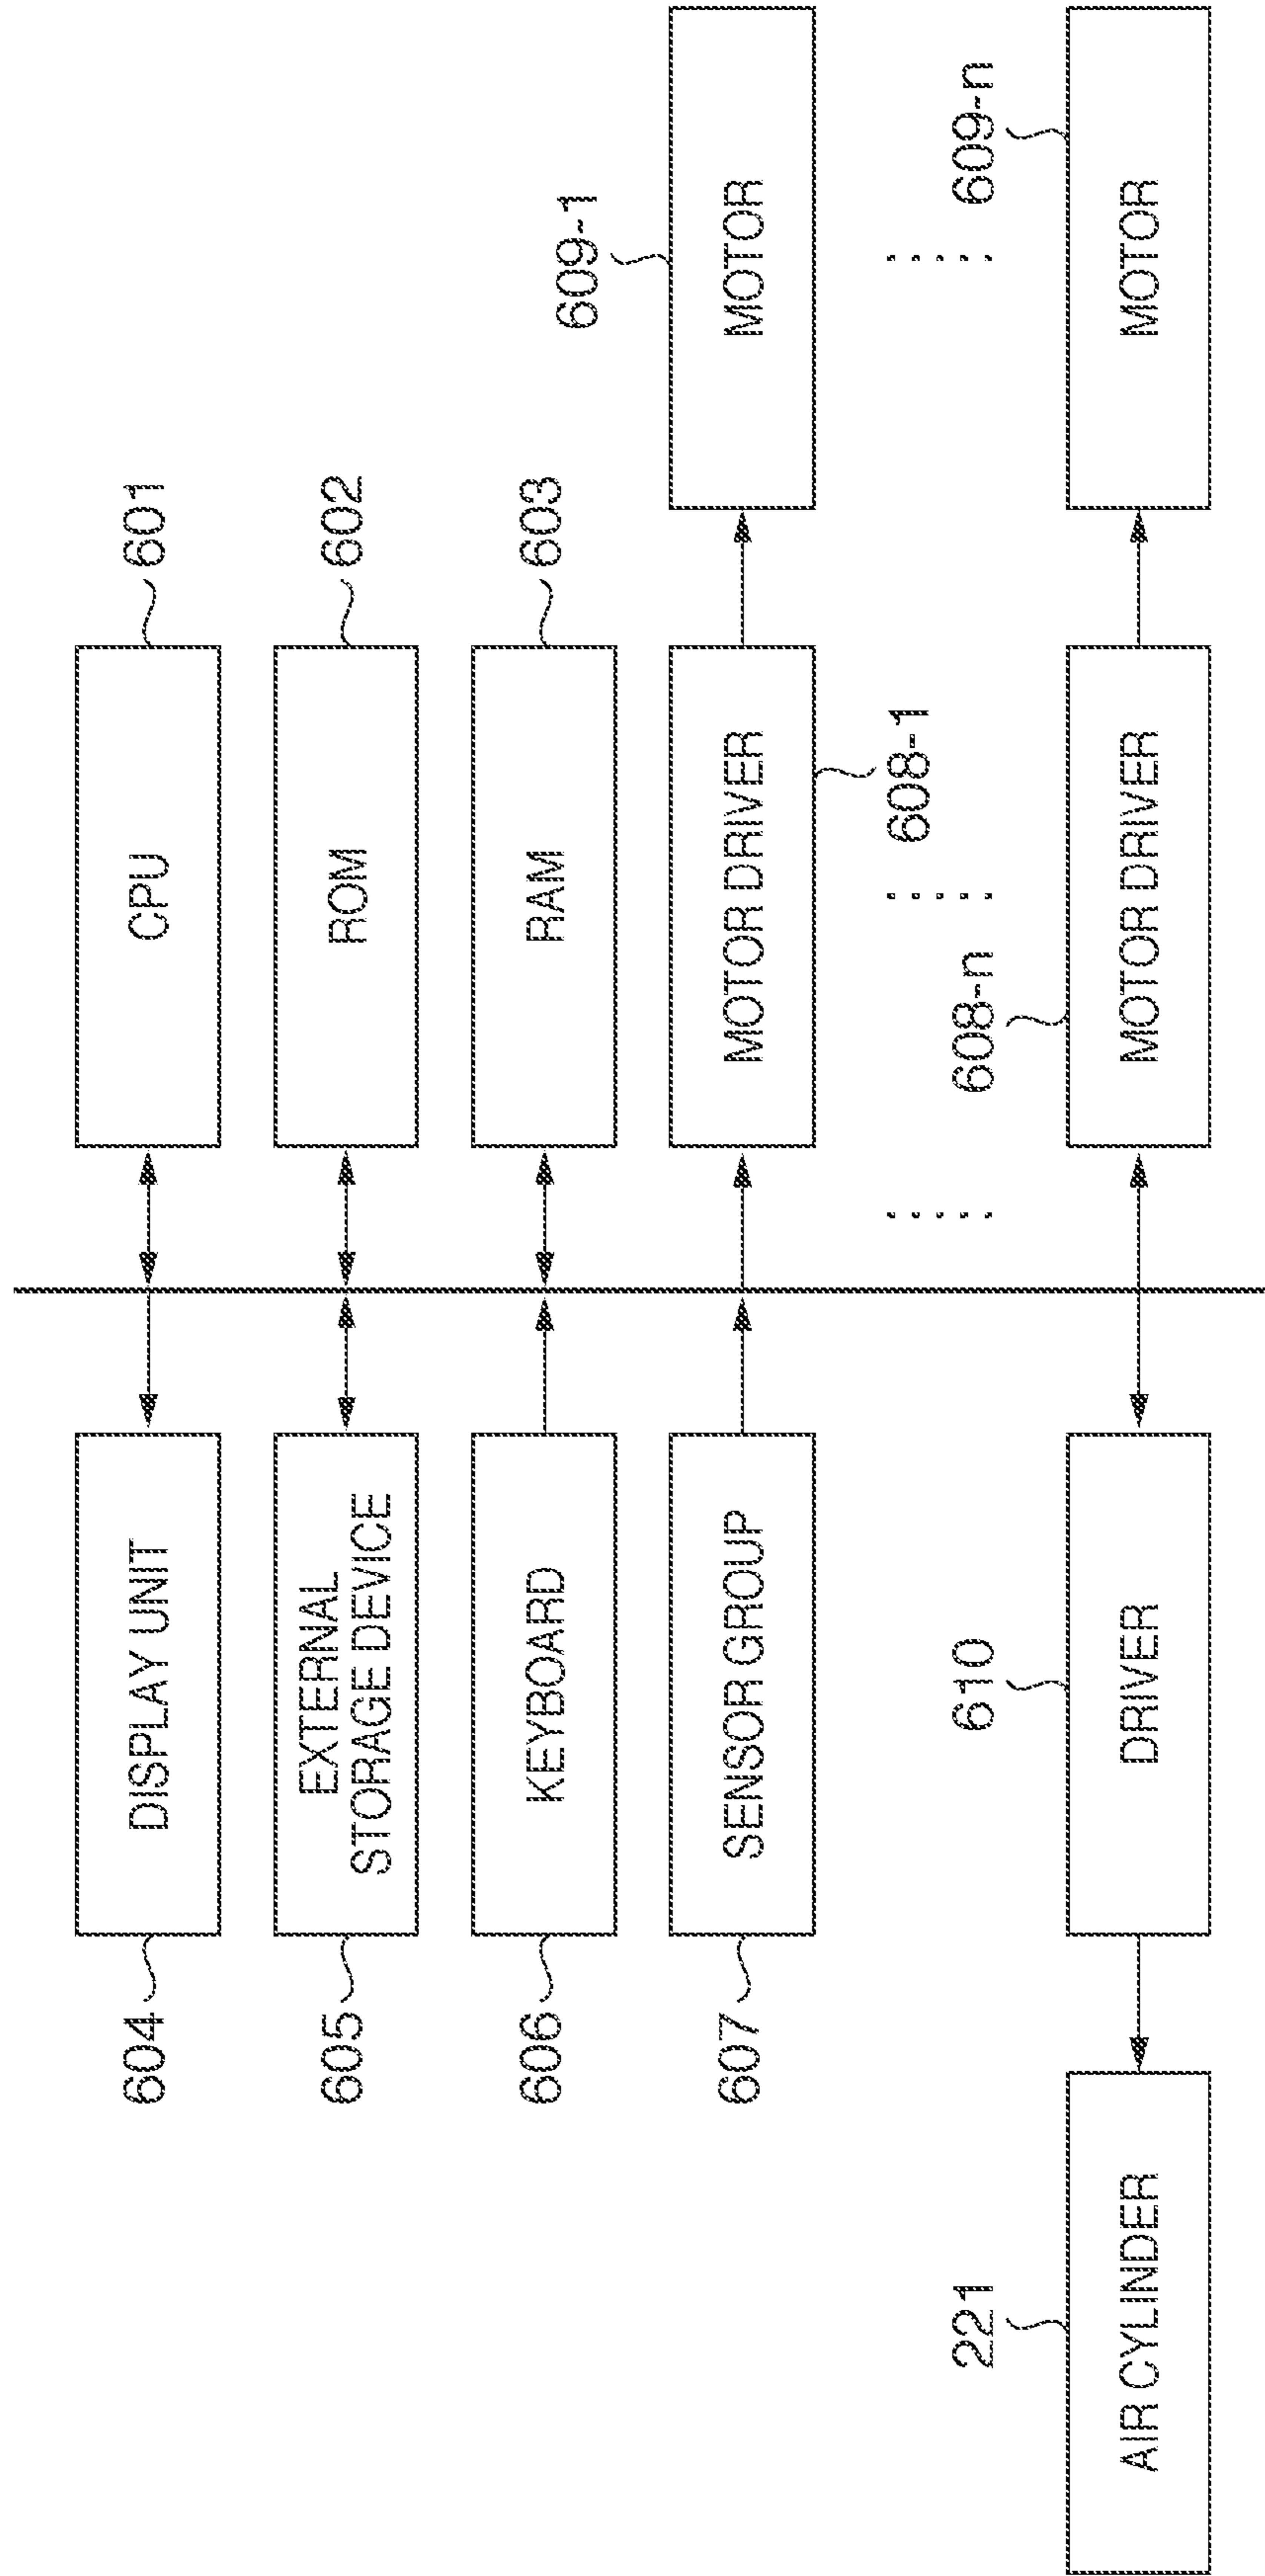 604
DISPLAY UNIT
CPU
601
605
EXTERNAL
STORAGE DEVICE
ROM
602
606
KEYBOARD
RAM
603
609-1
607
SENSOR GROUP
MOTOR DRIVER
MOTOR
608-1
221
610
608-n
609-n
AIR CYLINDER
DRIVER
MOTOR DRIVER
MOTOR